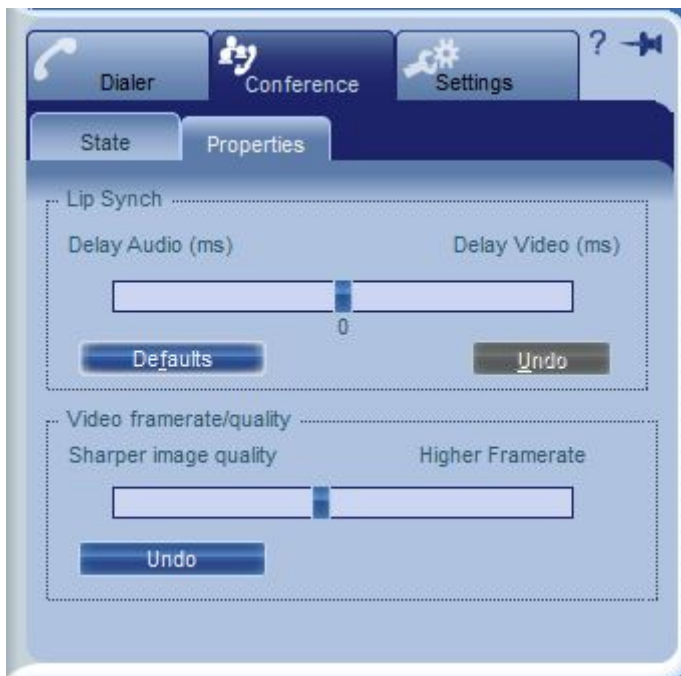 ?
Dialer Conference Settings
State Properties
Lip Synch
Delay Audio (ms) Delay Video (ms)
0
Defaults Undo
Video framerate/quality
Sharper image quality Higher Framerate
Undo